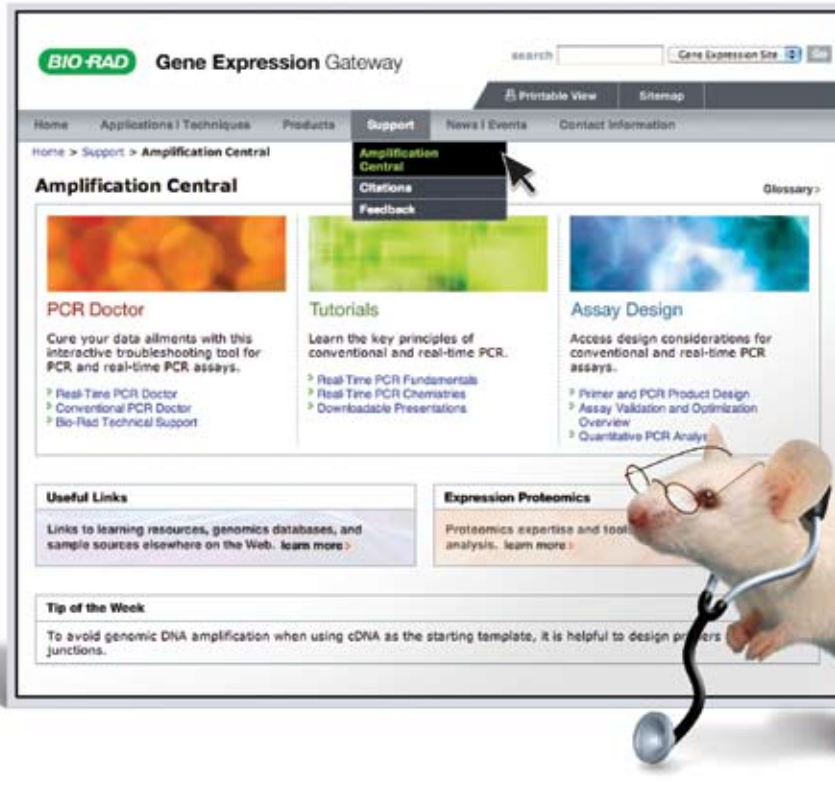 BIO-RAD Gene Expression Gateway
search Gene Expression Site Go
Printable View Sitemap
Home Applications | Techniques Products Support News | Events Contact Information
Home > Support > Amplification Central
Amplification Central
Citations
Feedback
Amplification Central
Glossary>
PCR Doctor
Cure your data ailments with this
interactive troubleshooting tool for
PCR and real-time PCR assays.
Real-Time PCR Doctor
Conventional PCR Doctor
Bio-Rad Technical Support
Tutorials
Learn the key principles of
conventional and real-time PCR.
Real-Time PCR Fundamentals
Real-Time PCR Chemistries
Downloadable Presentations
Assay Design
Access design considerations for
conventional and real-time PCR
assays.
Primer and PCR Product Design
Assay Validation and Optimization
Overview
Quantitative PCR Analys
Useful Links
Links to learning resources, genomics databases, and
sample sources elsewhere on the Web. learn more>
Expression Proteomics
Proteomics expertise and tool
analysis. learn more>
Tip of the Week
To avoid genomic DNA amplification when using cDNA as the starting template, it is helpful to design pr
junctions.